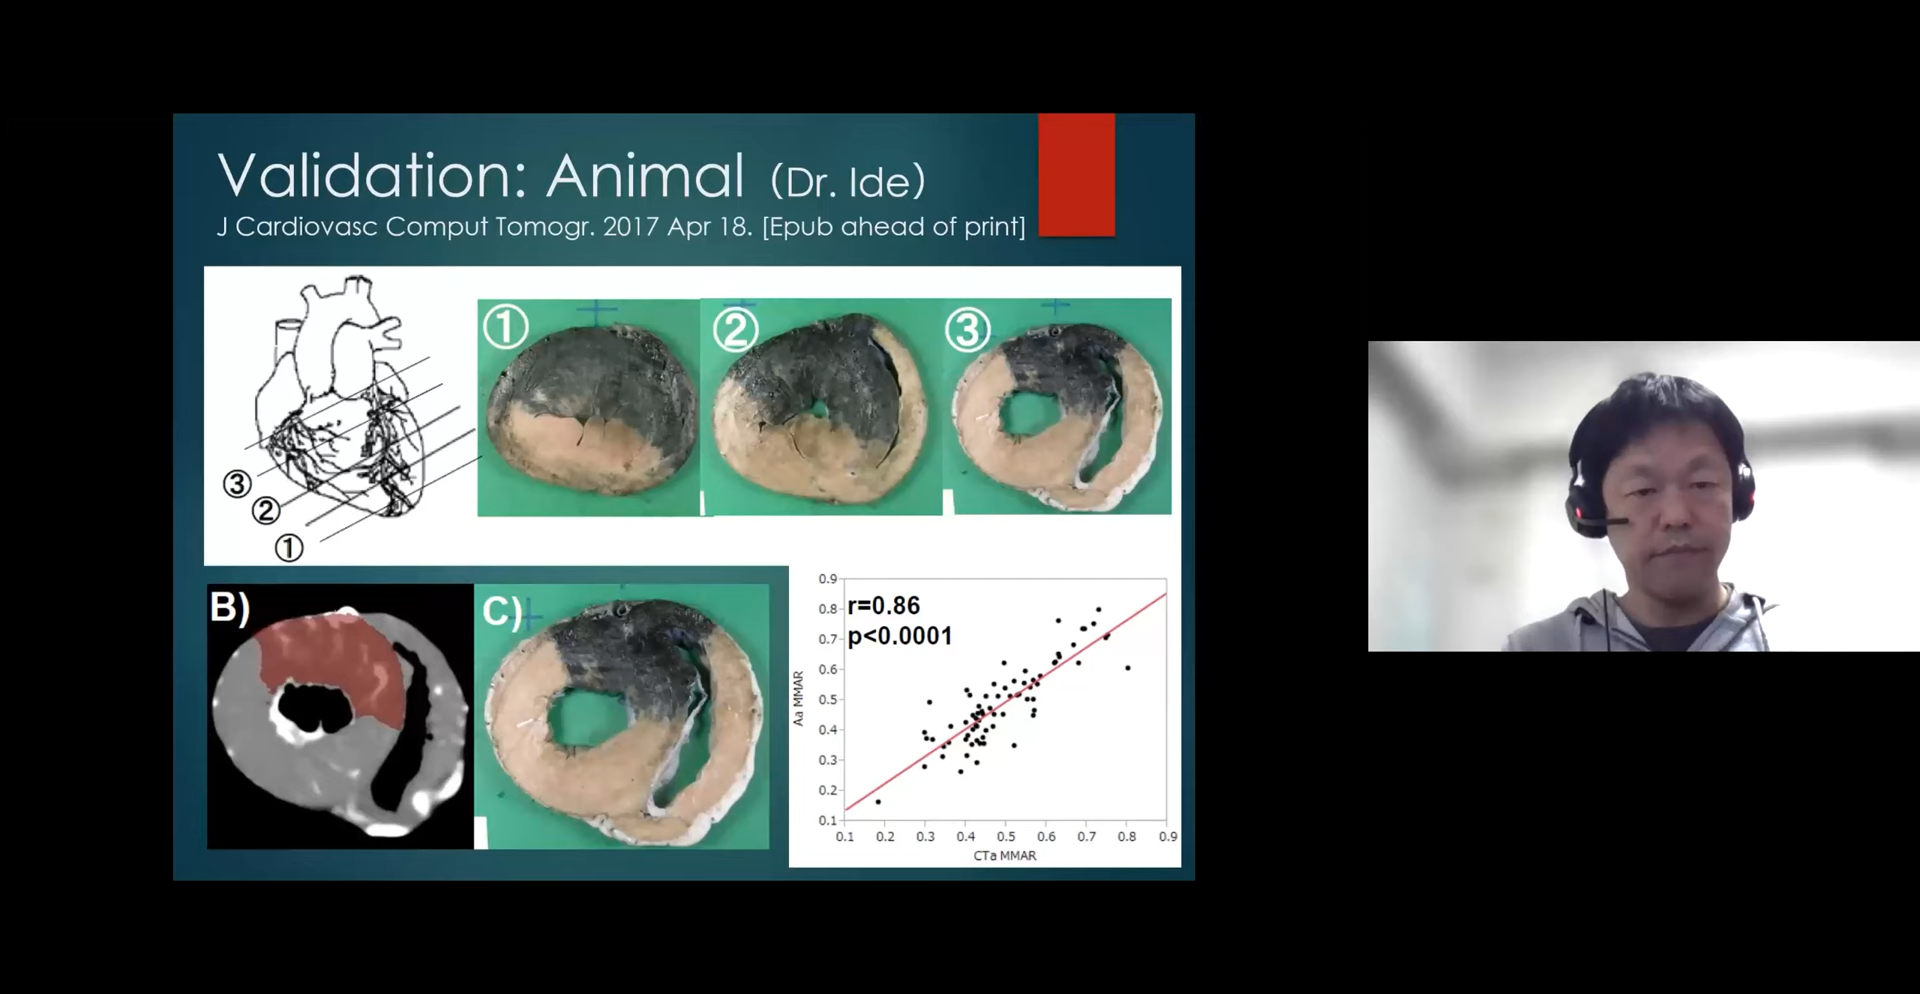 Validation: Animal (Dr. Ide)
J Cardiovasc Comput Tomogr. 2017 Apr 18. [Epub ahead of print]
① ② ③
③
②
①
B) C)
r=0.86
p<0.0001
0.9
0.8
0.7
0.6
0.5
0.4
0.3
0.2
0.1
Aa MMAR
0.1 0.2 0.3 0.4 0.5 0.6 0.7 0.8 0.9
CTa MMAR